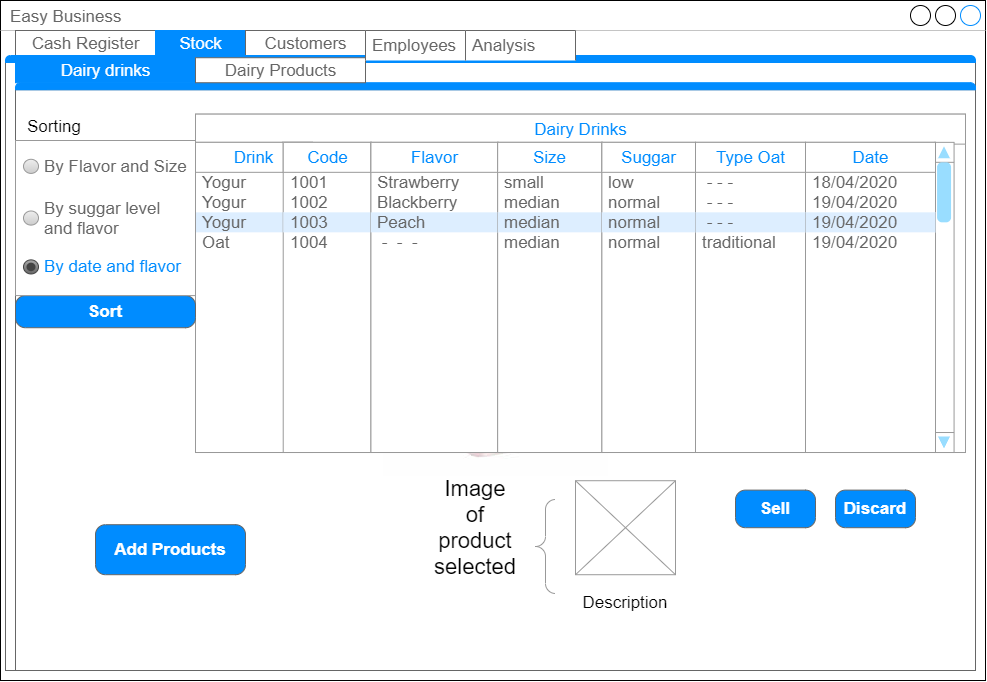 Easy Business
Cash Register Stock Customers Employees Analysis
Dairy drinks Dairy Products
Sorting
By Flavor and Size
By suggar level
and flavor
By date and flavor
Sort
Dairy Drinks
Drink Code Flavor Size Suggar Type Oat Date
Yogur 1001 Strawberry small low --- 18/04/2020
Yogur 1002 Blackberry median normal --- 19/04/2020
Yogur 1003 Peach median normal --- 19/04/2020
Oat 1004 - - - median normal traditional 19/04/2020
Image
of
product
selected
Description
Sell Discard
Add Products